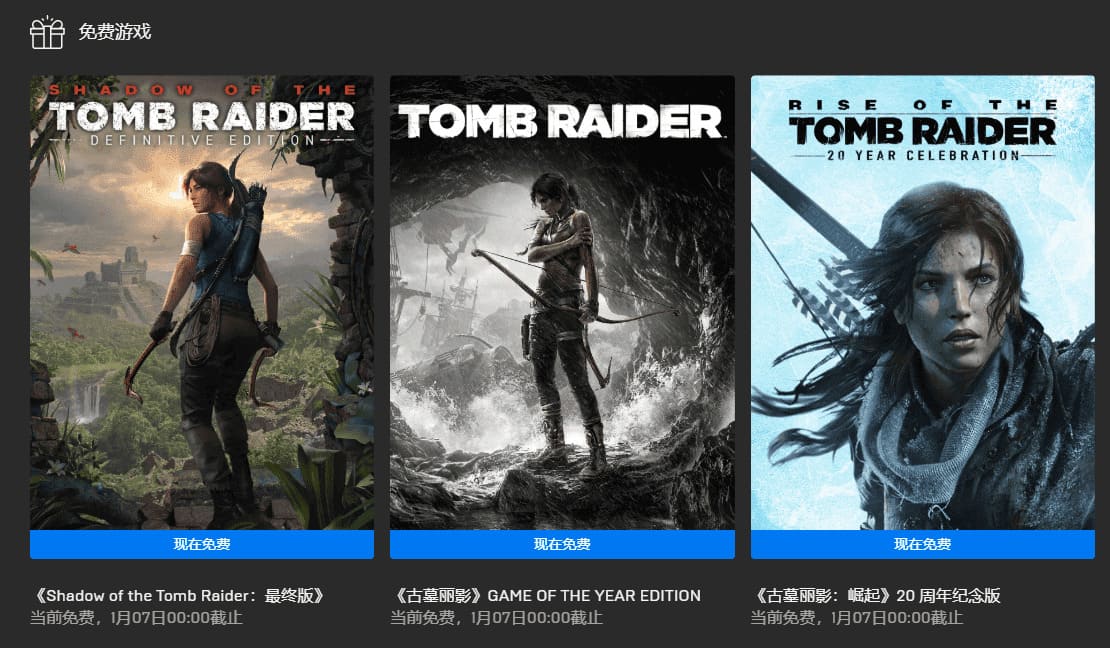 免费游戏
SHADOW OF THE
TOMB RAIDER
DEFINITIVE EDITION
现在免费
《Shadow of the Tomb Raider：最终版》
当前免费，1月07日00:00截止
TOMB RAIDER
现在免费
《古墓丽影》GAME OF THE YEAR EDITION
当前免费，1月07日00:00截止
RISE OF THE
TOMB RAIDER
20 YEAR CELEBRATION
现在免费
《古墓丽影：崛起》20 周年纪念版
当前免费，1月07日00:00截止